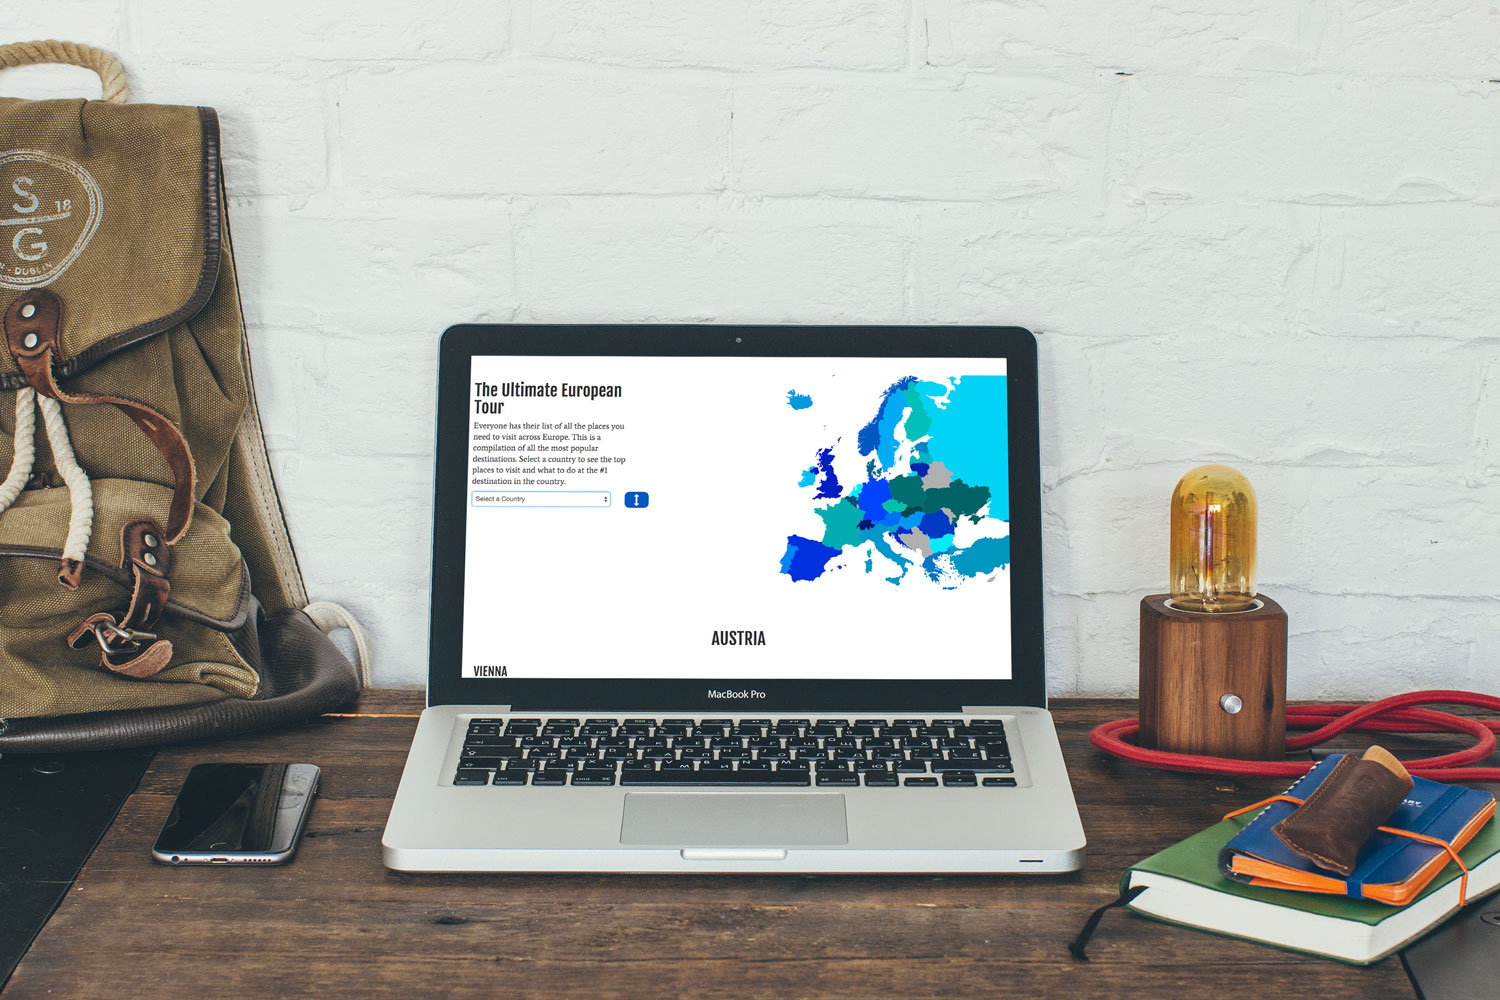 S
18
G
DUBLIN
The Ultimate European
Tour
Everyone has their list of all the places you
need to visit across Europe. This is a
compilation of all the most popular
destinations. Select a country to see the top
places to visit and what to do at the #1
destination in the country.
Select a Country
AUSTRIA
VIENNA
MacBook Pro